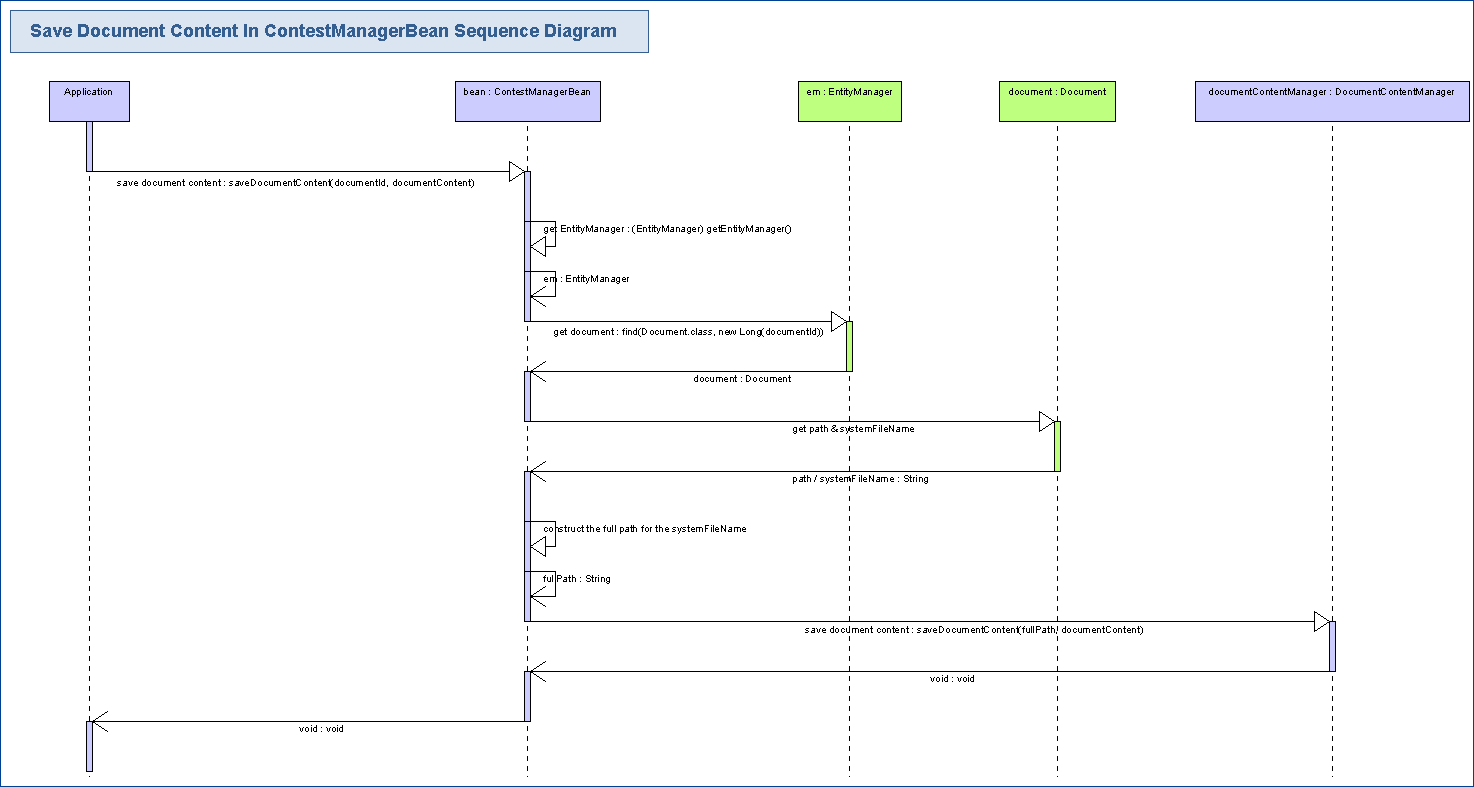 Save Document Content In ContestManagerBean Sequence Diagram
Application
bean : ContestManagerBean
em : EntityManager
document : Document
documentContentManager : DocumentContentManager
save document content : saveDocumentContent(documentId, documentContent)
get EntityManager : (EntityManager) getEntityManager()
em : EntityManager
get document : find(Document.class, new Long(documentId))
document : Document
get path & systemFileName
path / systemFileName : String
construct the full path for the systemFileName
fullPath : String
save document content : saveDocumentContent(fullPath, documentContent)
void : void
void : void